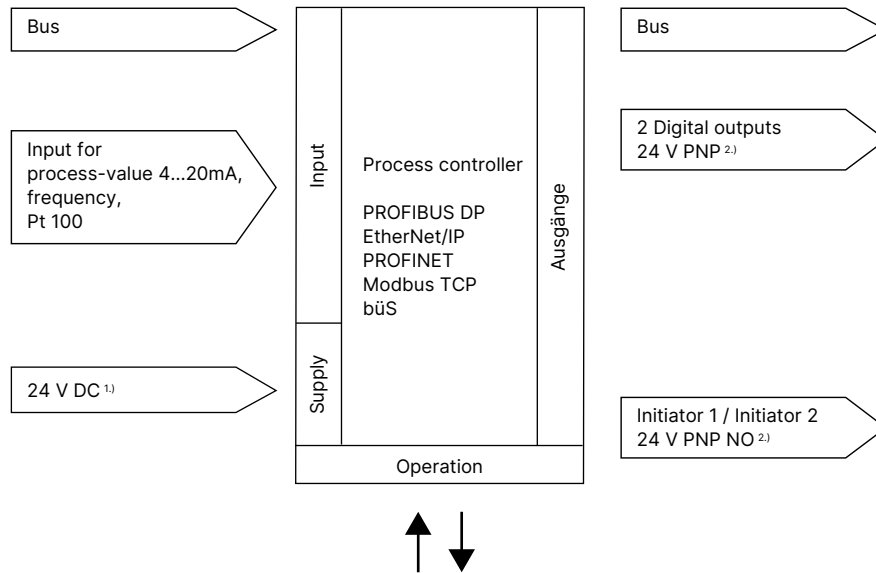 Bus
Input for
process-value 4...20mA,
frequency,
Pt 100
24 V DC 1.)
Input
Supply
Process controller
PROFIBUS DP
EtherNet/IP
PROFINET
Modbus TCP
büS
Ausgänge
Operation
Bus
2 Digital outputs
24 V PNP 2.)
Initiator 1 / Initiator 2
24 V PNP NO 2.)